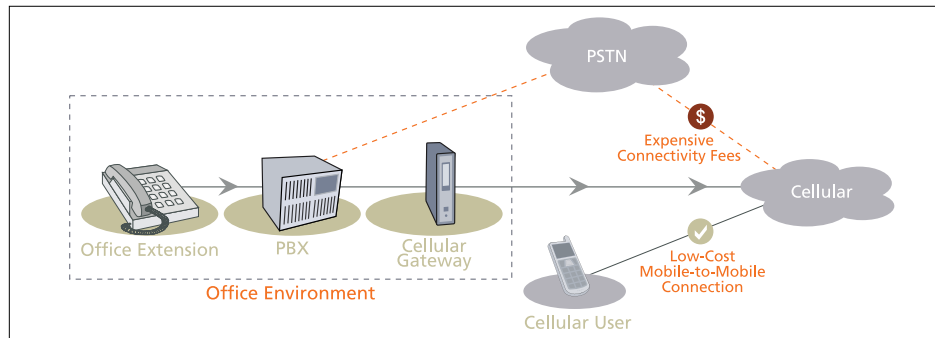 PSTN
$
Expensive
Connectivity Fees
Cellular
Office Extension
PBX
Cellular
Gateway
Low-Cost
Mobile-to-Mobile
Connection
Office Environment
Cellular User